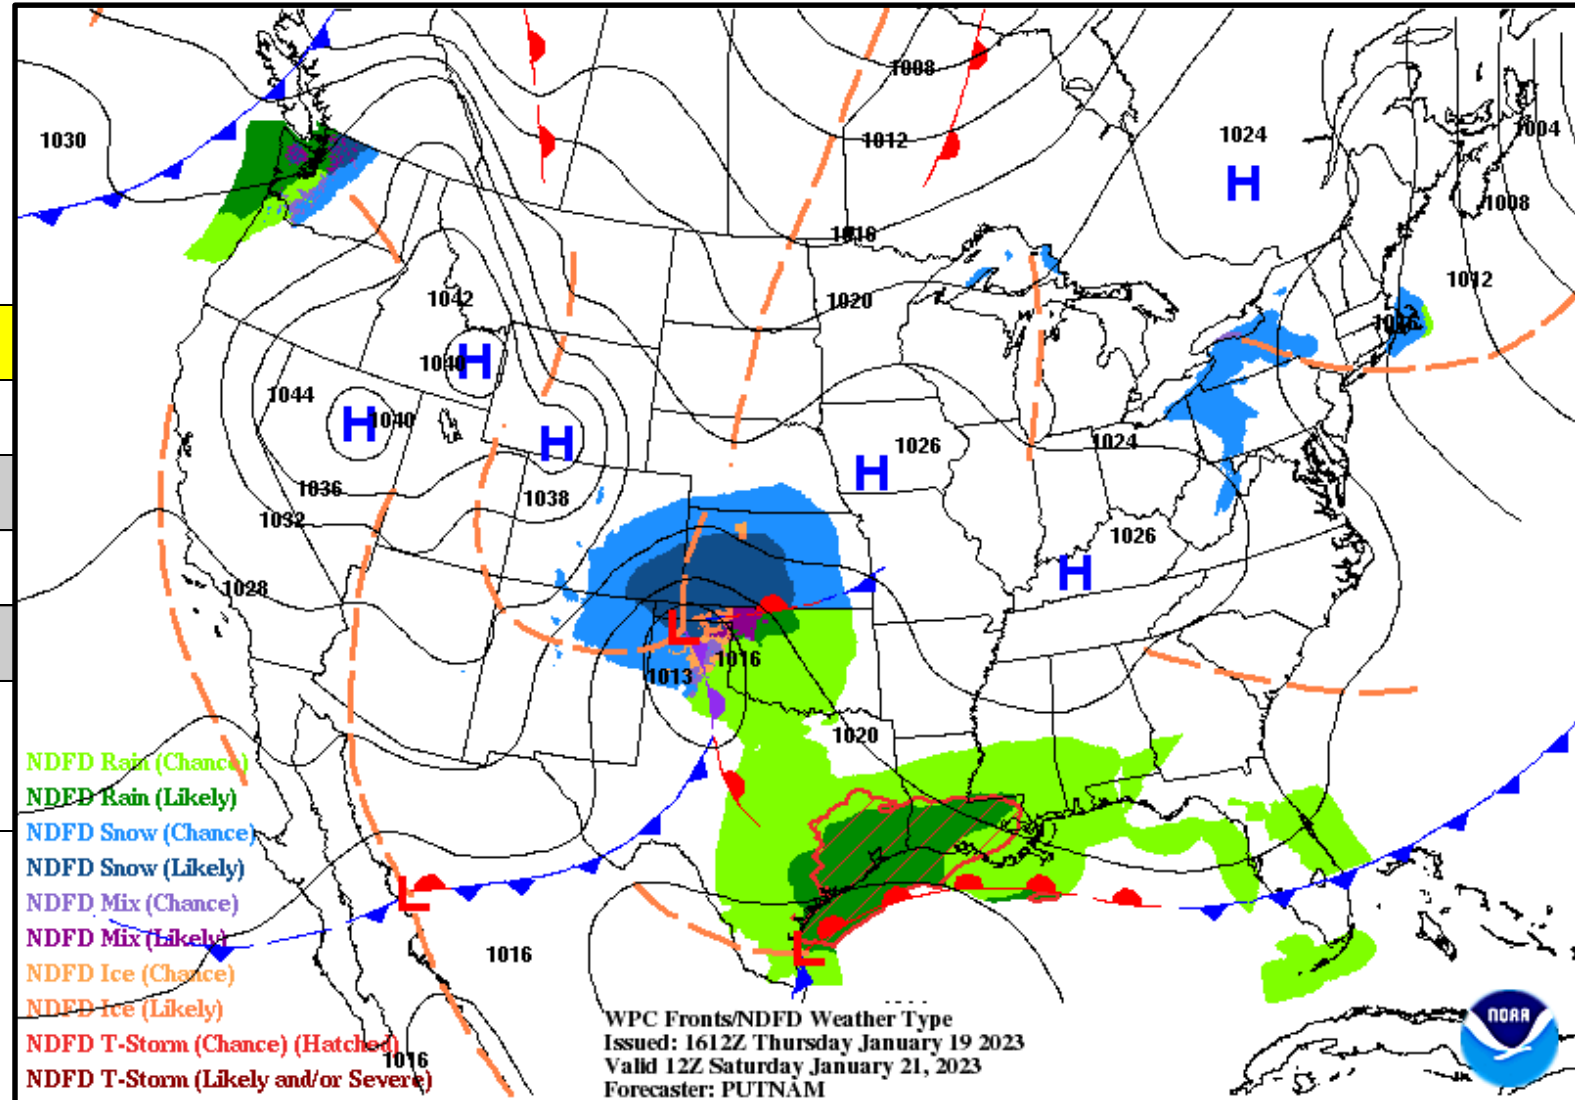 1008
1030
1012
1024
1004
H
1008
1016
1012
1042
1020
1016
1040
H
1044
H
1040
H
1026
1024
H
1036
1038
1032
1026
H
1028
L
1016
1013
1020
NDFD Rain (Chance)
NDFD Rain (Likely)
NDFD Snow (Chance)
NDFD Snow (Likely)
L
NDFD Mix (Chance)
NDFD Mix (Likely)
L
1016
NDFD Ice (Chance)
NDFD Ice (Likely)
NDFD T-Storm (Chance) (Hatched)
1016
NDFD T-Storm (Likely and/or Severe)
WPC Fronts/NDFD Weather Type
Issued: 1612Z Thursday January 19 2023
Valid 12Z Saturday January 21, 2023
Forecaster: PUTNAM
NOAA